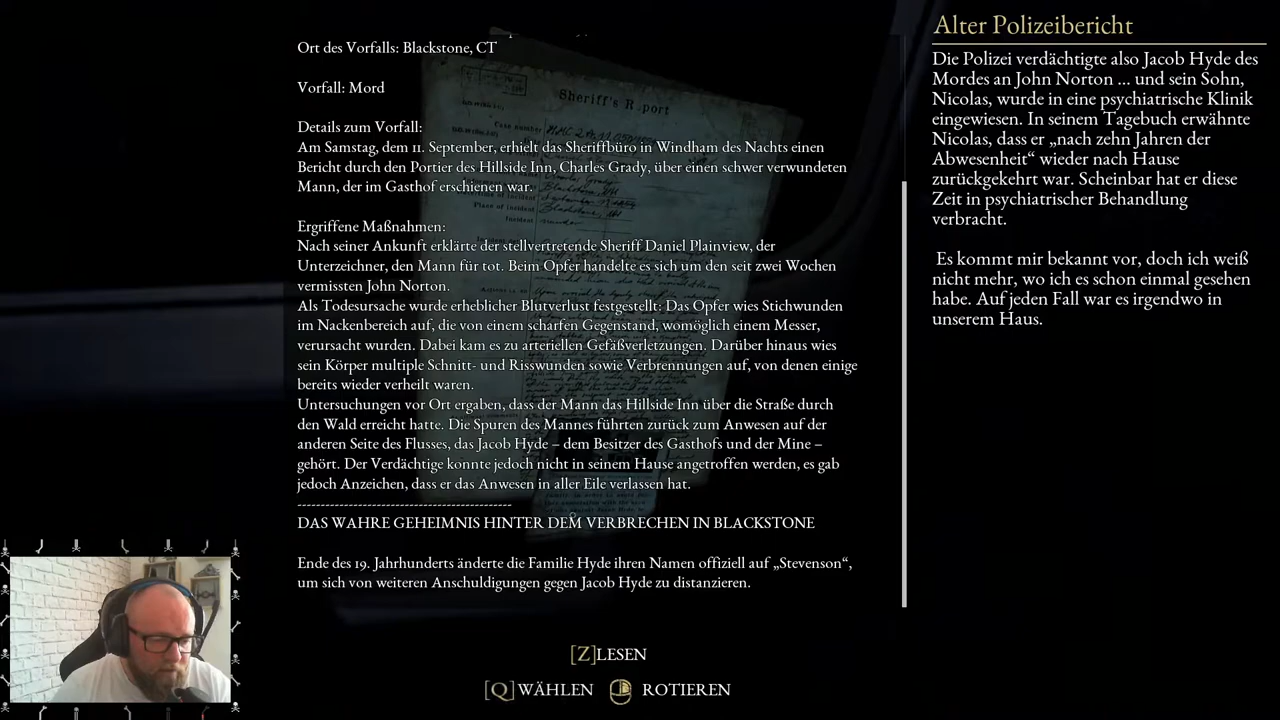 Ort des Vorfalls: Blackstone, CT
Vorfall: Mord
Details zum Vorfall:
Am Samstag, dem 11. September, erhielt das Sheriffbüro in Windham des Nachts einen
Bericht durch den Portier des Hillside Inn, Charles Grady, über einen schwer verwundeten
Mann, der im Gasthof erschienen war.
Ergriffene Maßnahmen:
Nach seiner Ankunft erklärte der stellvertretende Sheriff Daniel Plainview, der
Unterzeichner, den Mann für tot. Beim Opfer handelte es sich um den seit zwei Wochen
vermissten John Norton.
Als Todesursache wurde erheblicher Blutverlust festgestellt: Das Opfer wies Stichwunden
im Nackenbereich auf, die von einem scharfen Gegenstand, womöglich einem Messer,
verursacht wurden. Dabei kam es zu arteriellen Gefäßverletzungen. Darüber hinaus wies
sein Körper multiple Schnitt- und Risswunden sowie Verbrennungen auf, von denen einige
bereits wieder verheilt waren.
Untersuchungen vor Ort ergaben, dass der Mann das Hillside Inn über die Straße durch
den Wald erreicht hatte. Die Spuren des Mannes führten zurück zum Anwesen auf der
anderen Seite des Flusses, das Jacob Hyde – dem Besitzer des Gasthofs und der Mine –
gehört. Der Verdächtige konnte jedoch nicht in seinem Hause angetroffen werden, es gab
jedoch Anzeichen, dass er das Anwesen in aller Eile verlassen hat.
--------------------------------------------
DAS WAHRE GEHEIMNIS HINTER DEM VERBRECHEN IN BLACKSTONE
Ende des 19. Jahrhunderts änderte die Familie Hyde ihren Namen offiziell auf „Stevenson“,
um sich von weiteren Anschuldigungen gegen Jacob Hyde zu distanzieren.
Sheriff's R port
Case number
Place of Incident
Incident
[Z]LESEN
[Q]WÄHLEN ROTIEREN
Alter Polizeibericht
Die Polizei verdächtigte also Jacob Hyde des
Mordes an John Norton ... und sein Sohn,
Nicolas, wurde in eine psychiatrische Klinik
eingewiesen. In seinem Tagebuch erwähnte
Nicolas, dass er „nach zehn Jahren der
Abwesenheit“ wieder nach Hause
zurückgekehrt war. Scheinbar hat er diese
Zeit in psychiatrischer Behandlung
verbracht.
Es kommt mir bekannt vor, doch ich weiß
nicht mehr, wo ich es schon einmal gesehen
habe. Auf jeden Fall war es irgendwo in
unserem Haus.